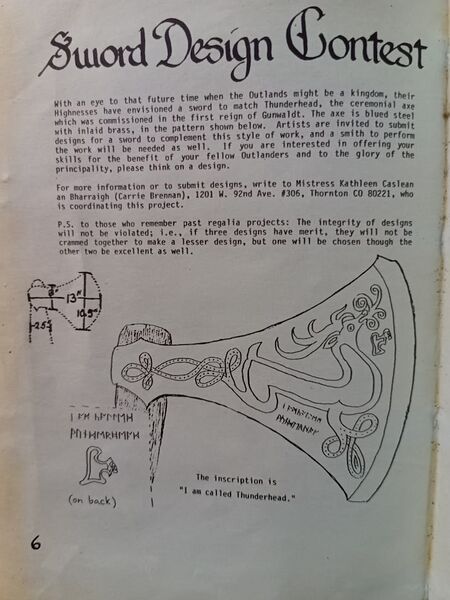 Sword Design Contest
With an eye to that future time when the Outlands might be a kingdom, their
Highnesses have envisioned a sword to match Thunderhead, the ceremonial axe
which was commissioned in the first reign of Gunwaldt. The axe is blued steel
with inlaid brass, in the pattern shown below. Artists are invited to submit
designs for a sword to complement this style of work, and a smith to perform
the work will be needed as well. If you are interested in offering your
skills for the benefit of your fellow Outlanders and to the glory of the
principality, please think on a design.
For more information or to submit designs, write to Mistress Kathleen Caslean
an Bharraigh (Carrie Brennan), 1201 W. 92nd Ave. #306, Thornton CO 80221, who
is coordinating this project.
P.S. to those who remember past regalia projects: The integrity of designs
will not be violated; i.e., if three designs have merit, they will not be
crammed together to make a lesser design, but one will be chosen though the
other two be excellent as well.
13"
10.5"
The inscription is
"I am called Thunderhead."
(on back)
6